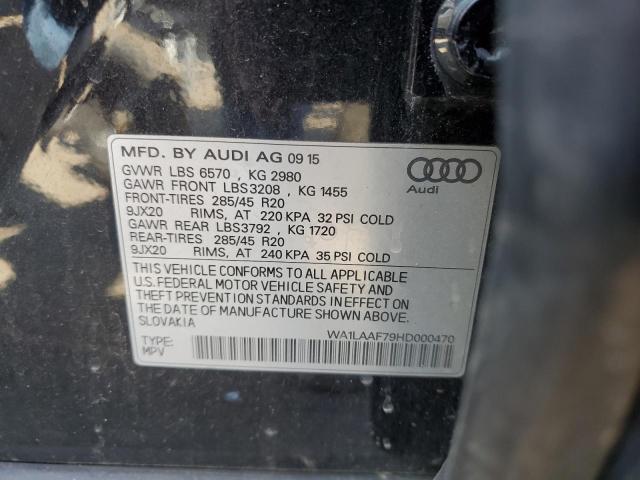 MFD. BY AUDI AG 09 15
GVWR LBS 6570 , KG 2980
GAWR FRONT LBS3208 , KG 1455
FRONT-TIRES 285/45 R20
9JX20 RIMS, AT 220 KPA 32 PSI COLD
GAWR REAR LBS3792 , KG 1720
REAR-TIRES 285/45 R20
9JX20 RIMS, AT 240 KPA 35 PSI COLD
Audi
THIS VEHICLE CONFORMS TO ALL APPLICABLE
U.S. FEDERAL MOTOR VEHICLE SAFETY AND
THEFT PREVENTION STANDARDS IN EFFECT ON
THE DATE OF MANUFACTURE SHOWN ABOVE.
SLOVAKIA
WA1LAAF79HD000470
TYPE:
MPV